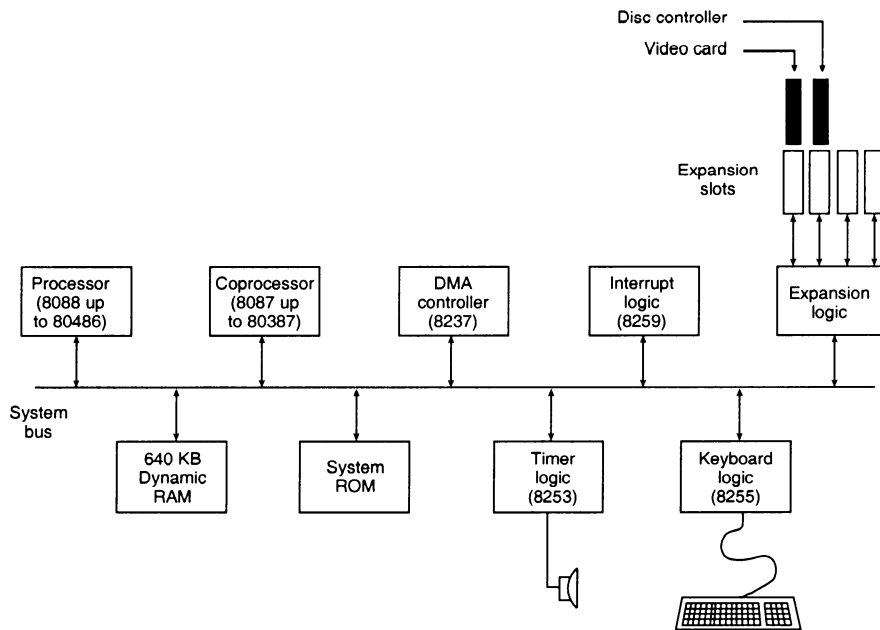 Disc controller
Video card
Expansion
slots
Processor
(8088 up
to 80486)
Coprocessor
(8087 up
to 80387)
DMA
controller
(8237)
Interrupt
logic
(8259)
Expansion
logic
System
bus
640 KB
Dynamic
RAM
System
ROM
Timer
logic
(8253)
Keyboard
logic
(8255)